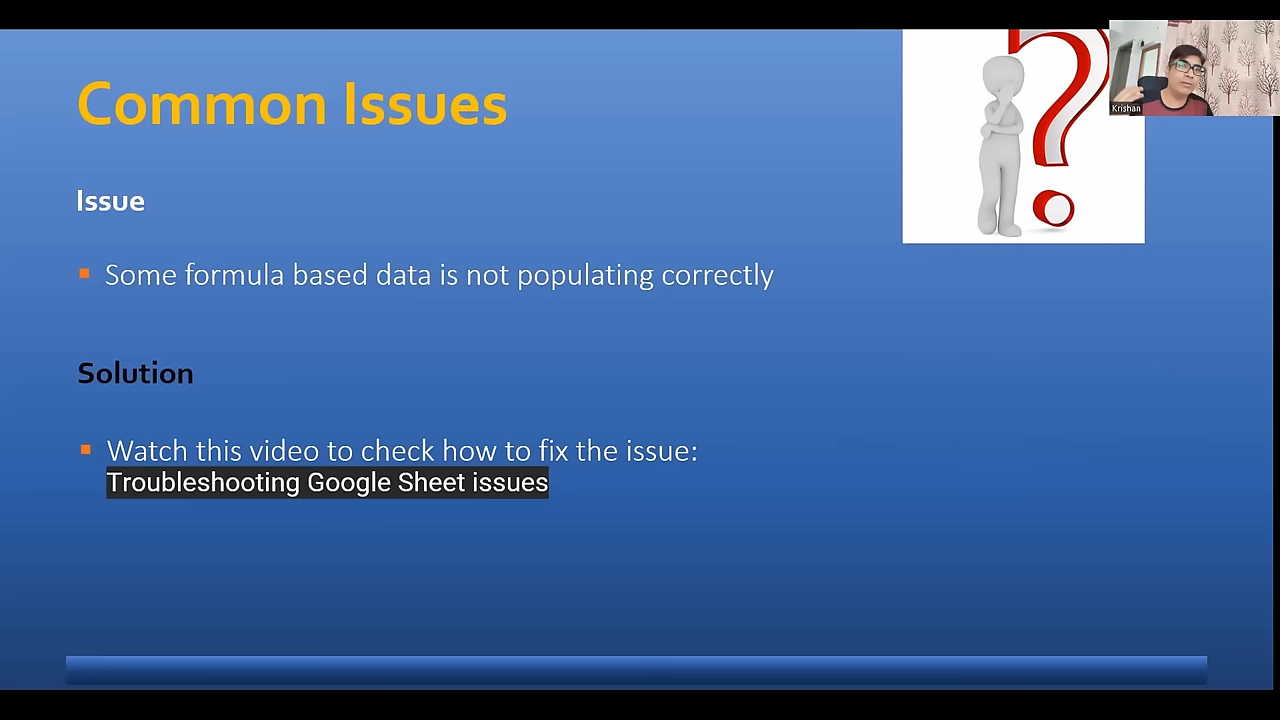 Common Issues
Krishan
Issue
Some formula based data is not populating correctly
Solution
Watch this video to check how to fix the issue:
Troubleshooting Google Sheet issues